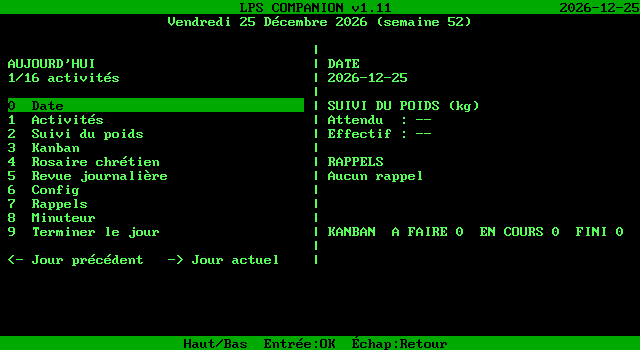 LPS COMPANION v1.11 2026-12-25
Vendredi 25 Décembre 2026 (semaine 52)
AUJOURD'HUI
1/16 activités
0 Date
1 Activités
2 Suivi du poids
3 Kanban
4 Rosaire chrétien
5 Revue journalière
6 Config
7 Rappels
8 Minuteur
9 Terminer le jour
<- Jour précédent -> Jour actuel
DATE
2026-12-25
SUIVI DU POIDS (kg)
Attendu : --
Effectif : --
RAPPELS
Aucun rappel
KANBAN A FAIRE 0 EN COURS 0 FINI 0
Haut/Bas Entrée:OK Échap:Retour